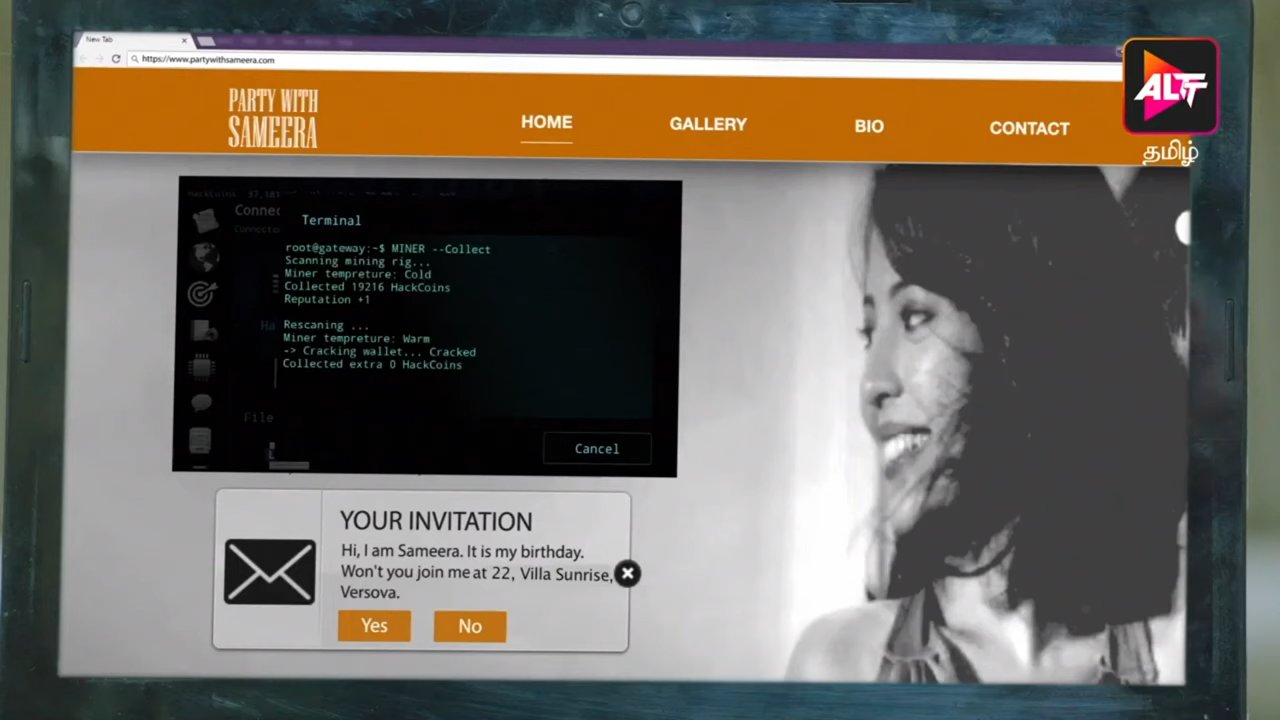 New Tab
https://www.partywithsameera.com
ALTT
தமிழ்
PARTY WITH
SAMEERA
HOME
GALLERY
BIO
CONTACT
Terminal
root@gateway:~$ MINER --Collect
Scanning mining rig...
Miner tempreture: Cold
Collected 19216 HackCoins
Reputation +1
Rescaning ...
Miner tempreture: Warm
-> Cracking wallet... Cracked
Collected extra 0 HackCoins
File
Cancel
YOUR INVITATION
Hi, I am Sameera. It is my birthday.
Won't you join me at 22, Villa Sunrise,
Versova.
Yes
No